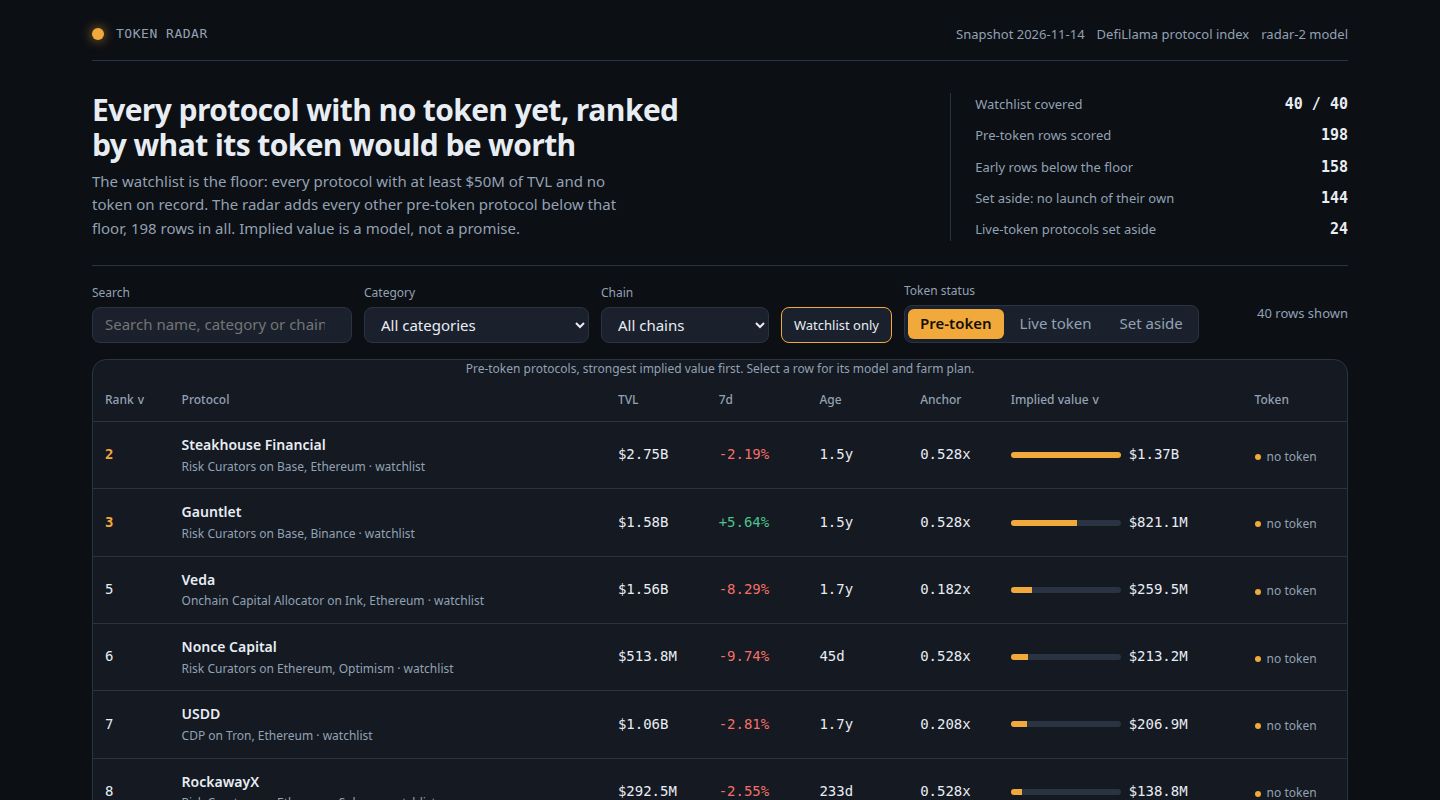 TOKEN RADAR
Snapshot 2026-11-14 DefiLlama protocol index radar-2 model
Every protocol with no token yet, ranked
by what its token would be worth
The watchlist is the floor: every protocol with at least $50M of TVL and no
token on record. The radar adds every other pre-token protocol below that
floor, 198 rows in all. Implied value is a model, not a promise.
Watchlist covered 40 / 40
Pre-token rows scored 198
Early rows below the floor 158
Set aside: no launch of their own 144
Live-token protocols set aside 24
Search
Category
Chain
Token status
Search name, category or chain
All categories
All chains
Watchlist only
Pre-token
Live token
Set aside
40 rows shown
Pre-token protocols, strongest implied value first. Select a row for its model and farm plan.
Rank v Protocol TVL 7d Age Anchor Implied value v Token
2 Steakhouse Financial $2.75B -2.19% 1.5y 0.528x $1.37B no token
Risk Curators on Base, Ethereum · watchlist
3 Gauntlet $1.58B +5.64% 1.5y 0.528x $821.1M no token
Risk Curators on Base, Binance · watchlist
5 Veda $1.56B -8.29% 1.7y 0.182x $259.5M no token
Onchain Capital Allocator on Ink, Ethereum · watchlist
6 Nonce Capital $513.8M -9.74% 45d 0.528x $213.2M no token
Risk Curators on Ethereum, Optimism · watchlist
7 USDD $1.06B -2.81% 1.7y 0.208x $206.9M no token
CDP on Tron, Ethereum · watchlist
8 RockawayX $292.5M -2.55% 233d 0.528x $138.8M no token